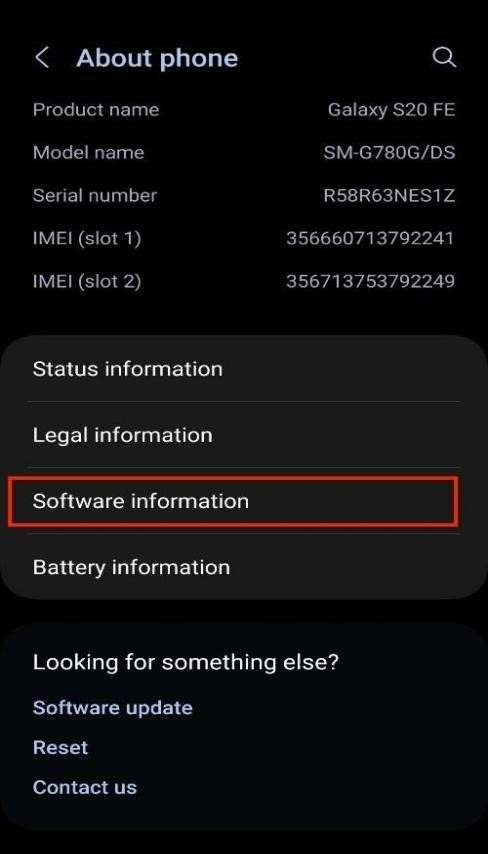 About phone
Product name Galaxy S20 FE
Model name SM-G780G/DS
Serial number R58R63NES1Z
IMEI (slot 1) 356660713792241
IMEI (slot 2) 356713753792249
Status information
Legal information
Software information
Battery information
Looking for something else?
Software update
Reset
Contact us